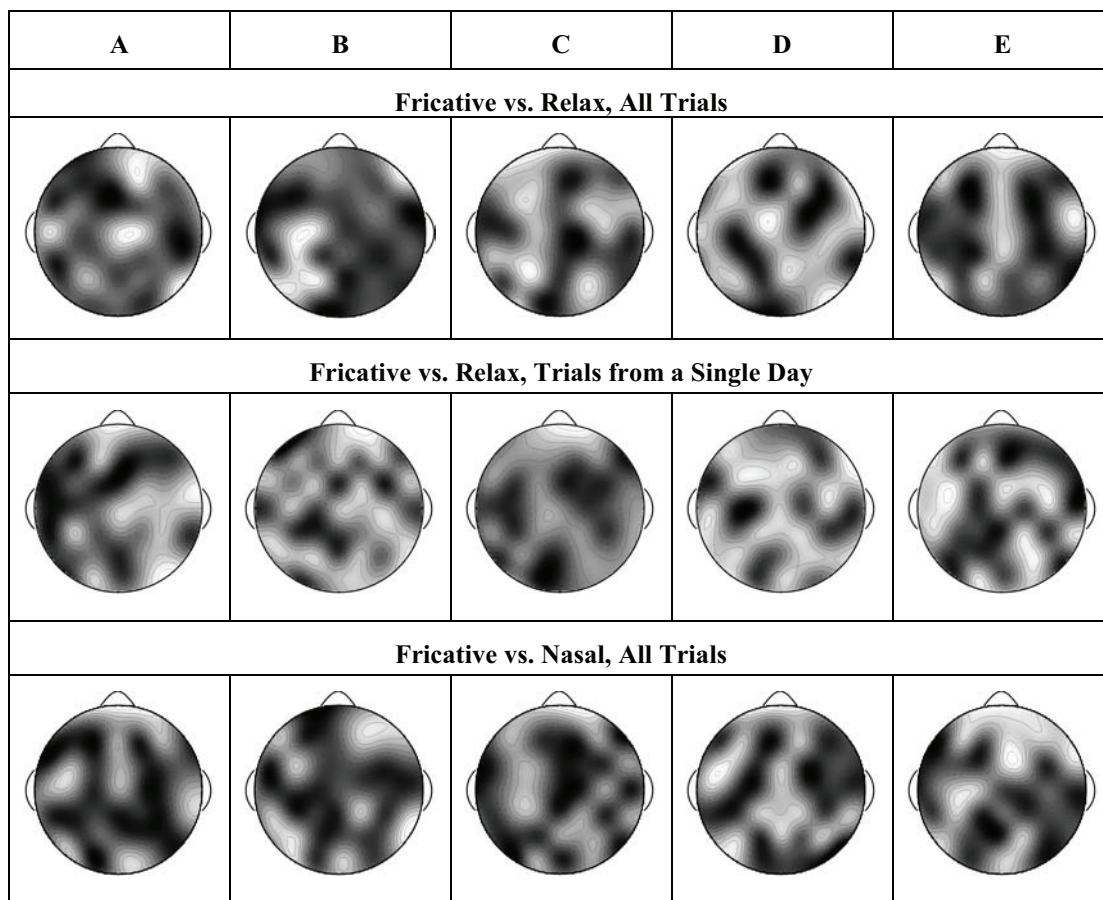 A B C D E
Fricative vs. Relax, All Trials
Fricative vs. Relax, Trials from a Single Day
Fricative vs. Nasal, All Trials